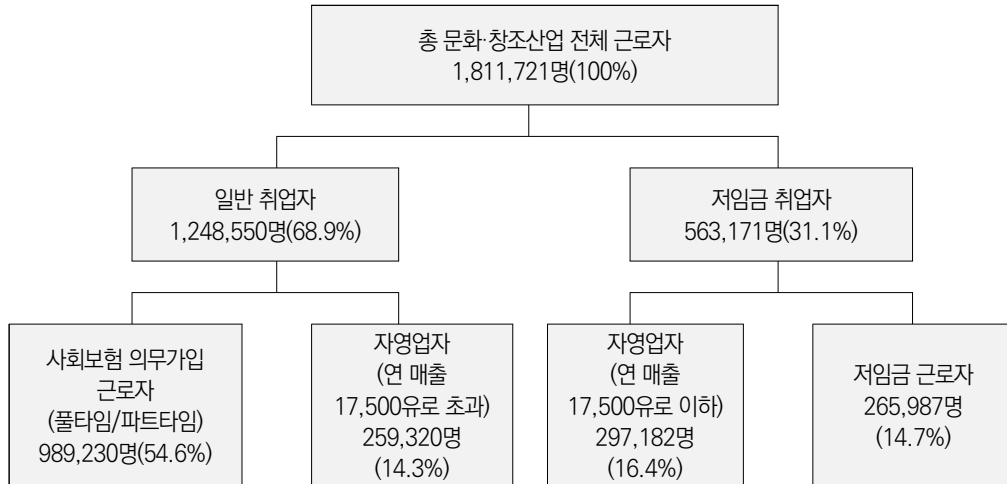 총 문화·창조산업 전체 근로자
1,811,721명(100%)
일반 취업자
1,248,550명(68.9%)
저임금 취업자
563,171명(31.1%)
사회보험 의무가입
근로자
(풀타임/파트타임)
989,230명(54.6%)
자영업자
(연 매출
17,500유로 초과)
259,320명
(14.3%)
자영업자
(연 매출
17,500유로 이하)
297,182명
(16.4%)
저임금 근로자
265,987명
(14.7%)